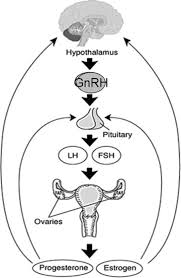 Hypothalamus
GnRH
Pituitary
LH FSH
Ovaries
Progesterone Estrogen